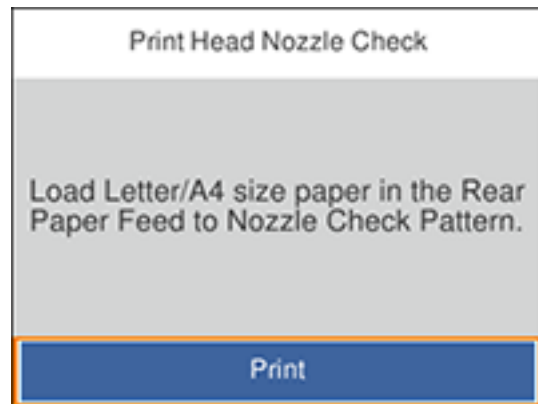 Print Head Nozzle Check
Load Letter/A4 size paper in the Rear
Paper Feed to Nozzle Check Pattern.
Print